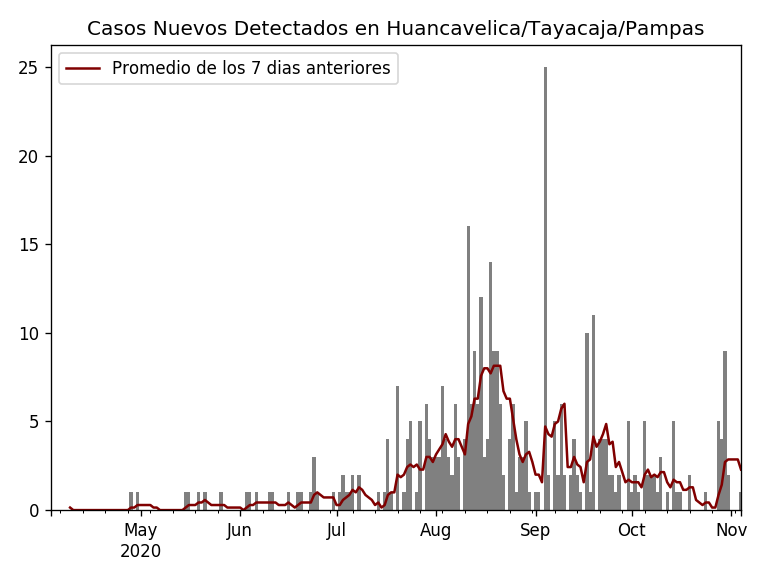 Casos Nuevos Detectados en Huancavelica/Tayacaja/Pampas
Promedio de los 7 dias anteriores
25
20
15
10
5
0
May Jun Jul Aug Sep Oct Nov
2020